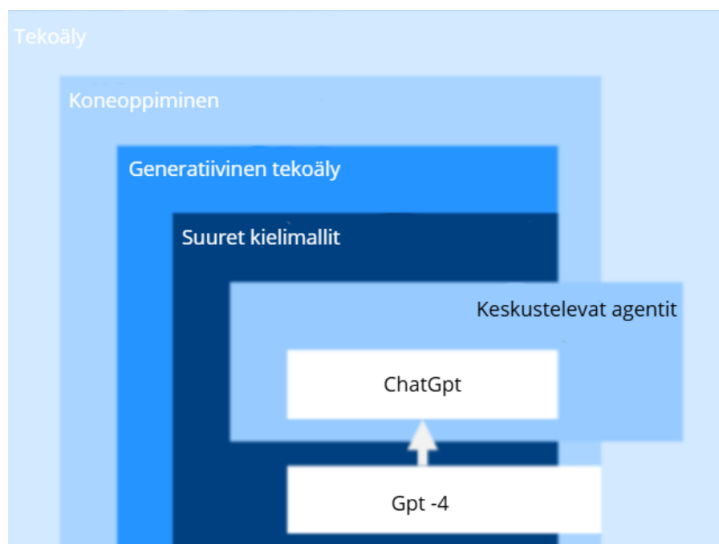 Tekoäly
Koneoppiminen
Generatiivinen tekoäly
Suuret kielimallit
Keskustelevat agentit
ChatGpt
Gpt -4